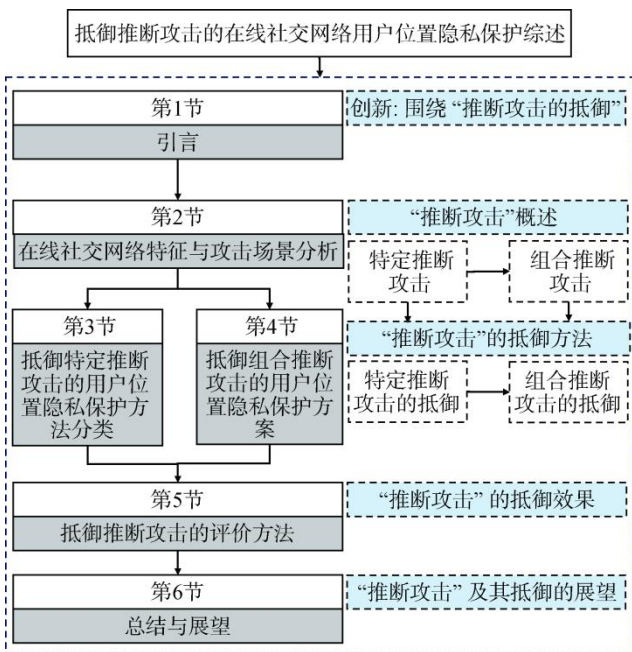 抵御推断攻击的在线社交网络用户位置隐私保护综述
第1节
引言
创新: 围绕 “推断攻击的抵御”
第2节
在线社交网络特征与攻击场景分析
“推断攻击”概述
特定推断
攻击
组合推断
攻击
第3节
抵御特定推断
攻击的用户位
置隐私保护方
法分类
第4节
抵御组合推断
攻击的用户位
置隐私保护方
案
“推断攻击”的抵御方法
特定推断
攻击的抵御
组合推断
攻击的抵御
第5节
抵御推断攻击的评价方法
“推断攻击” 的抵御效果
第6节
总结与展望
“推断攻击” 及其抵御的展望